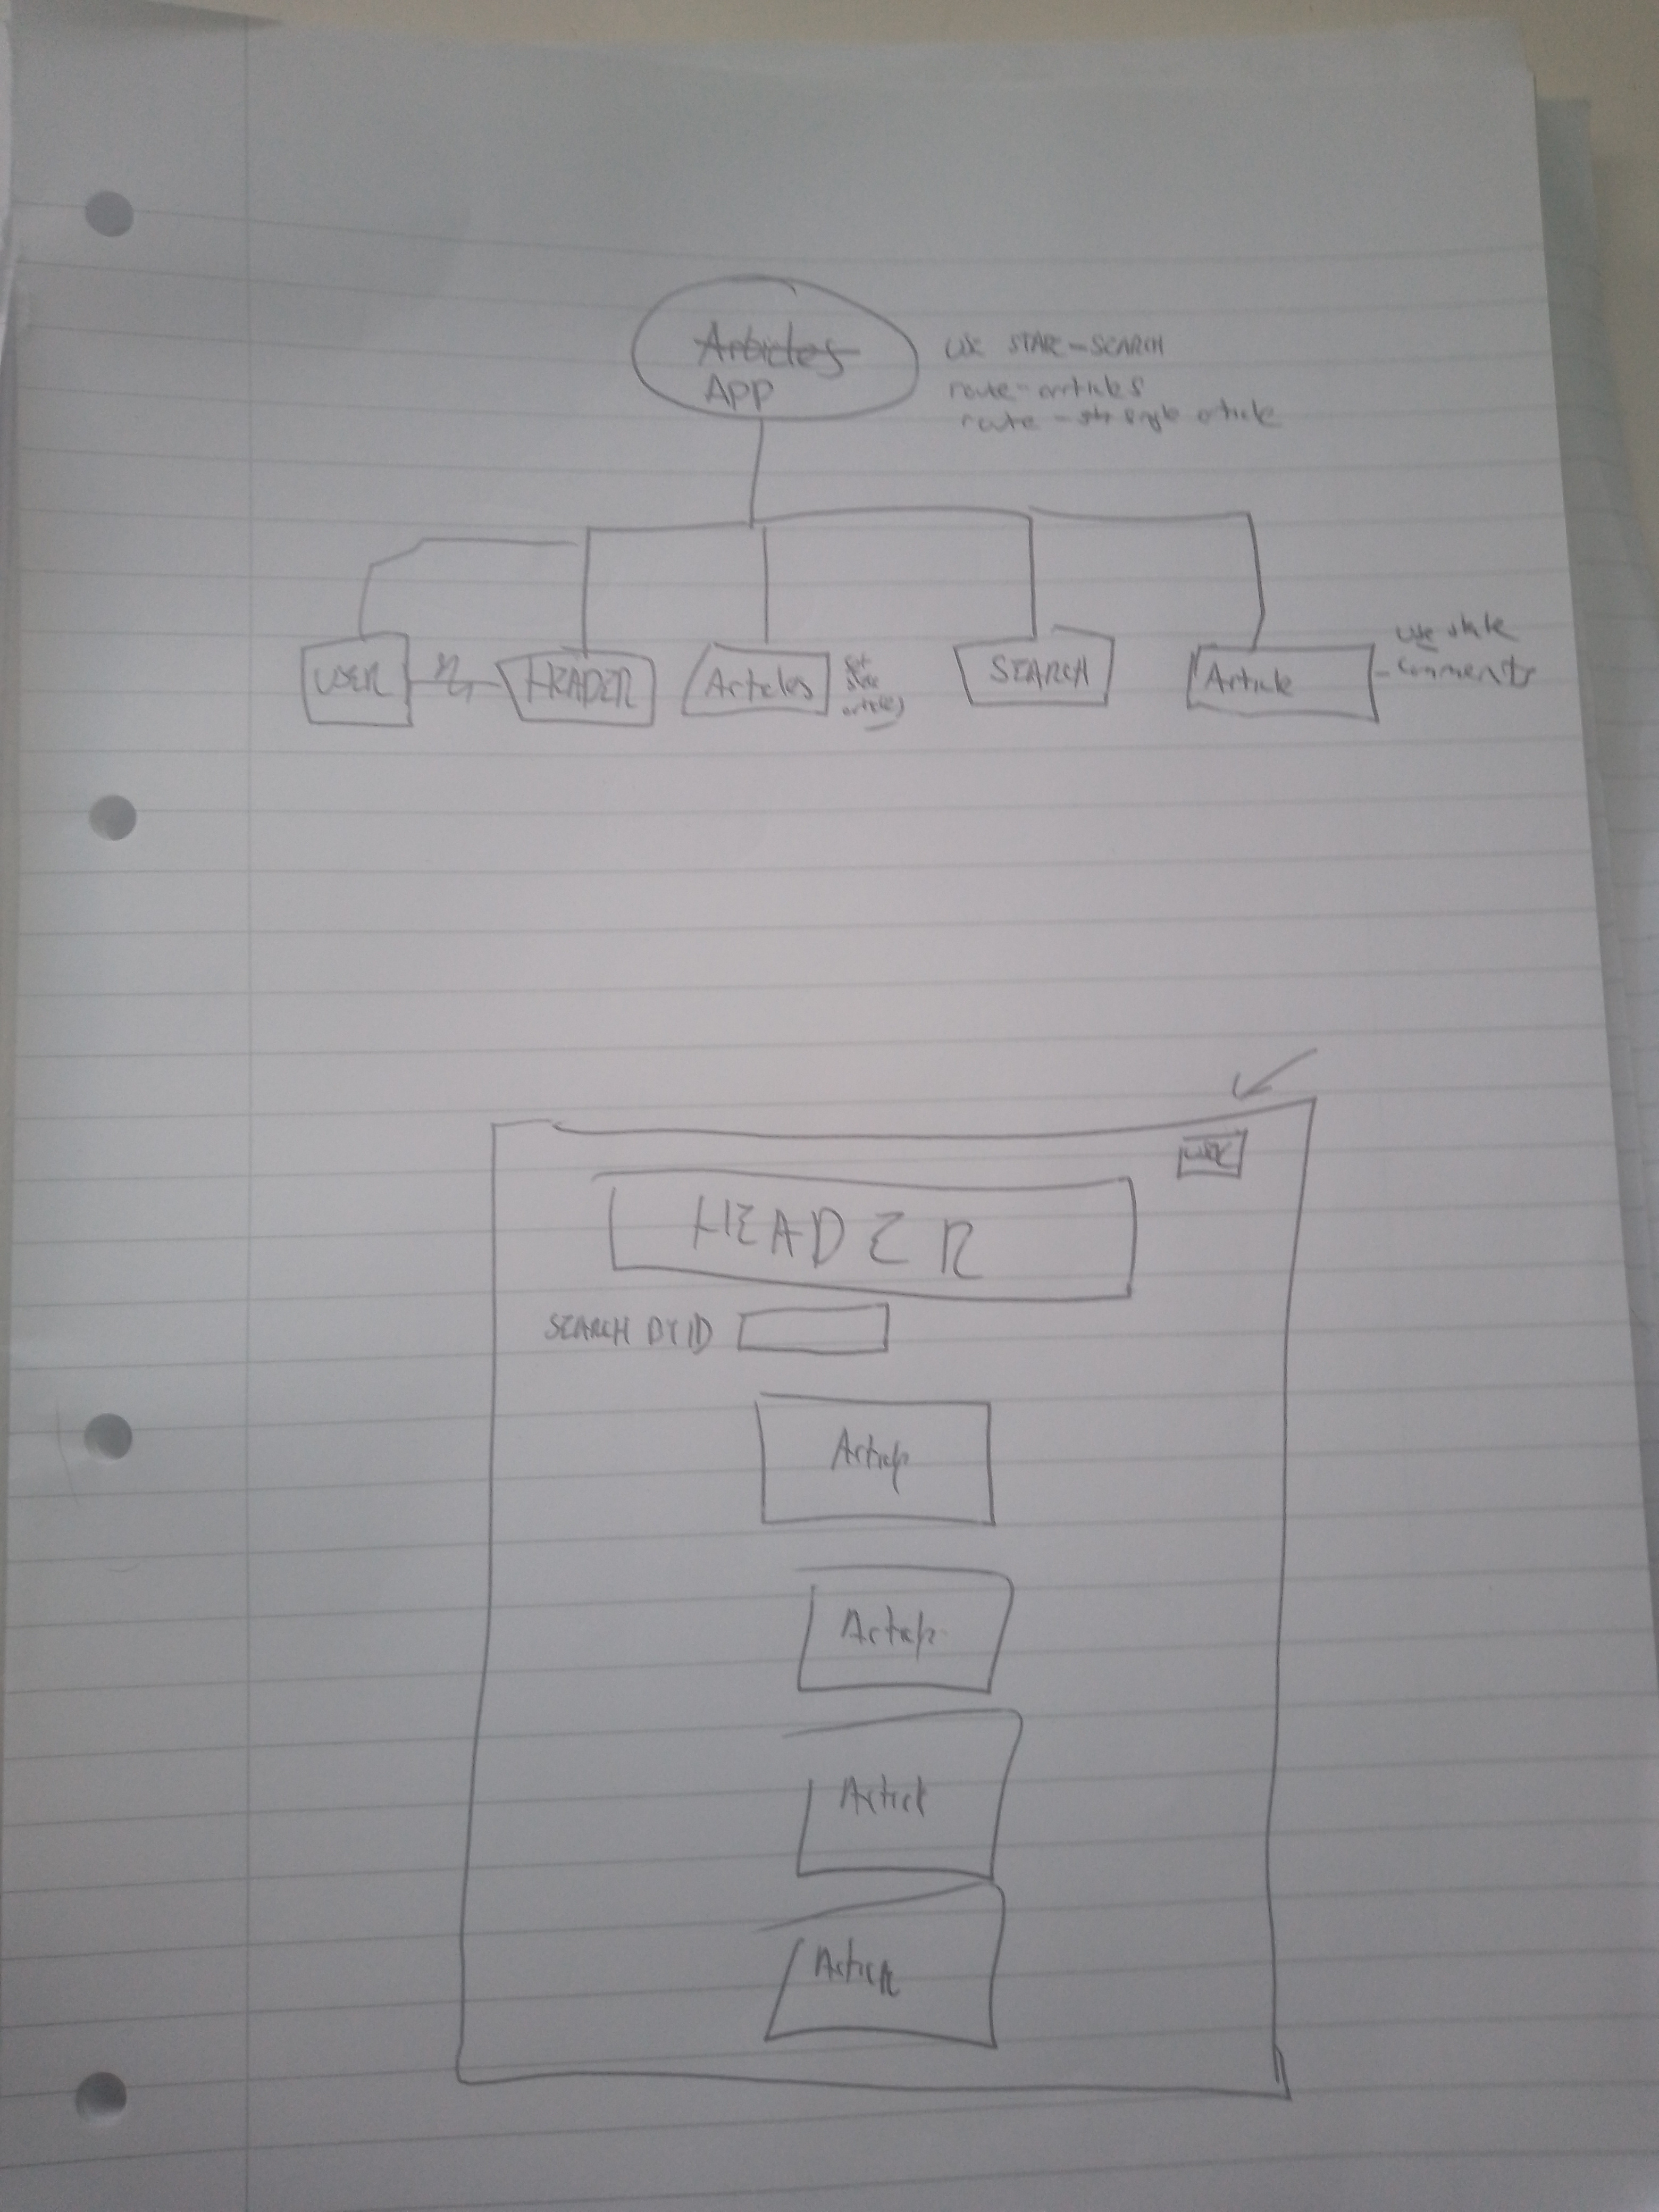 Articles
APP
USE STATE - SEARCH
route - articles
route - single article
USER
HEADER
Articles
set
state
articles
SEARCH
Article
use state
- comments
HEADER
SEARCH BY ID
Article
Article
Article
Article